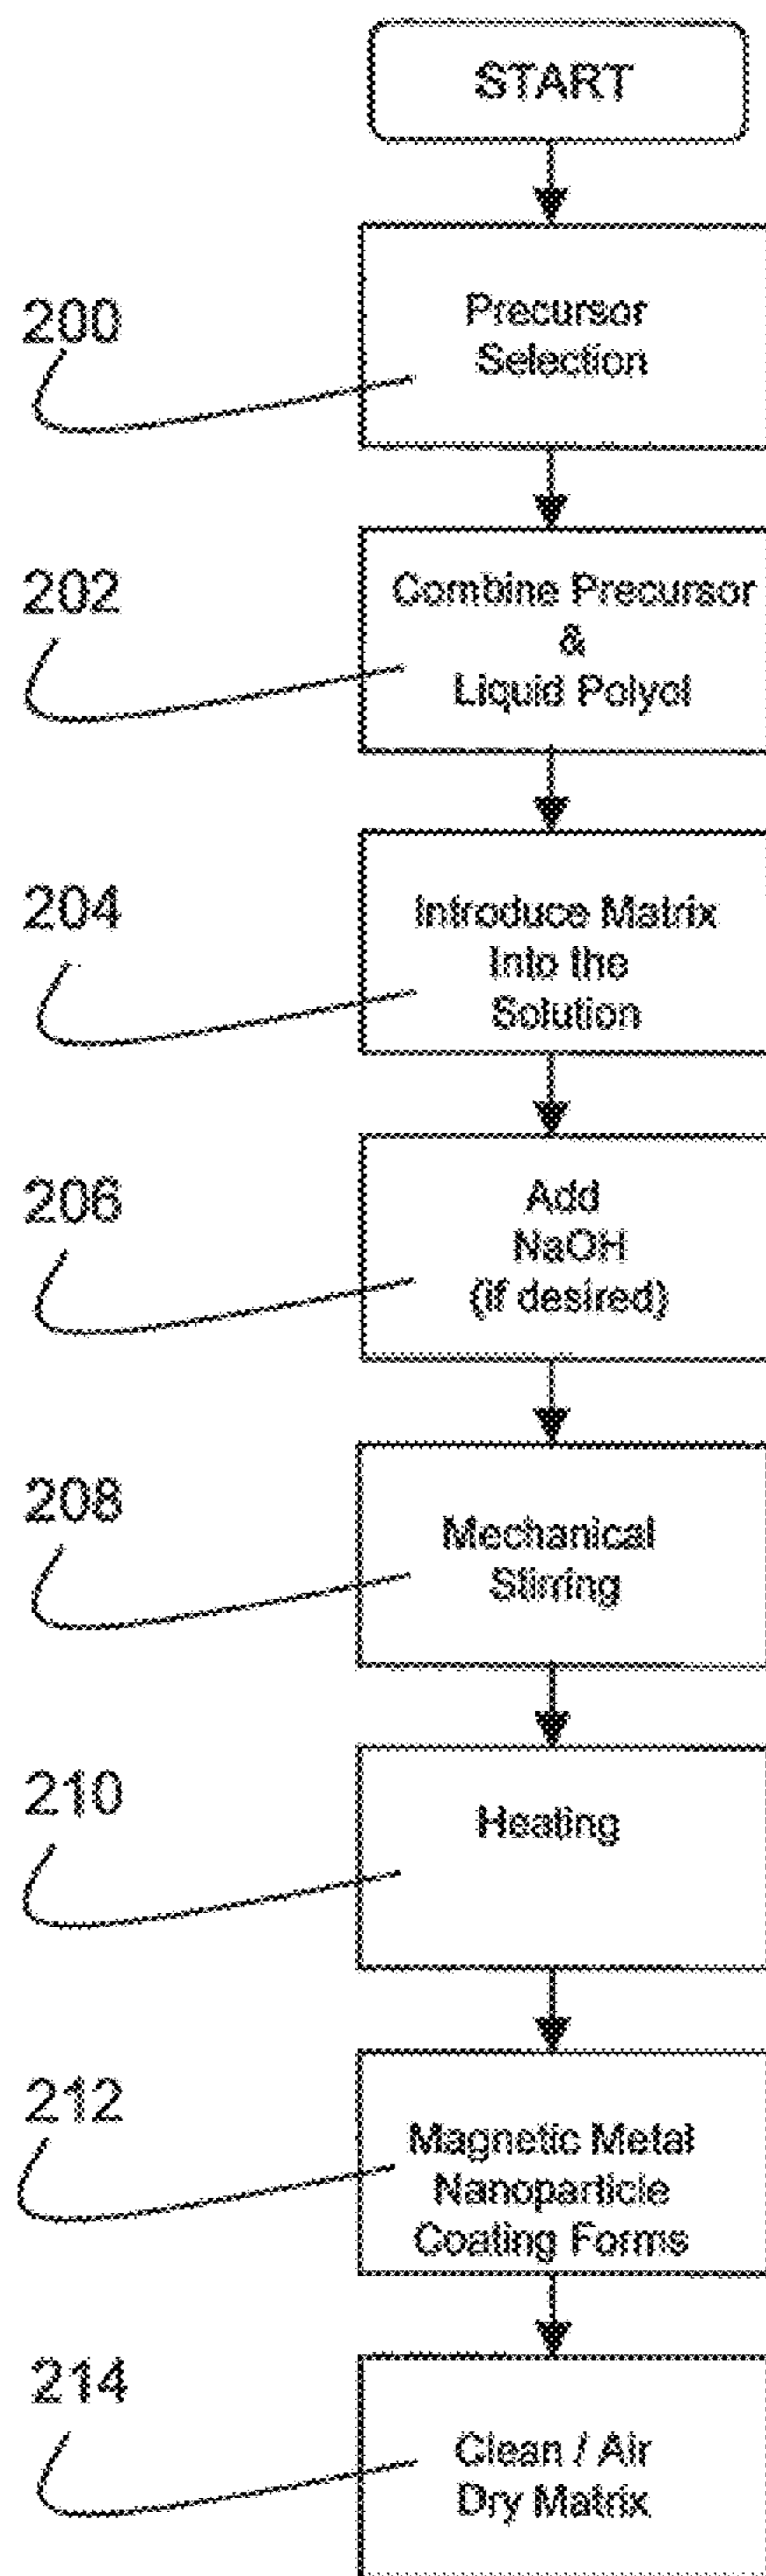 START
200
Precursor
Selection
202
Combine Precursor
&
Liquid Polyol
204
Introduce Matrix
Into the
Solution
206
Add
NaOH
(if desired)
208
Mechanical
Stirring
210
Heating
212
Magnetic Metal
Nanoparticle
Coating Forms
214
Clean / Air
Dry Matrix